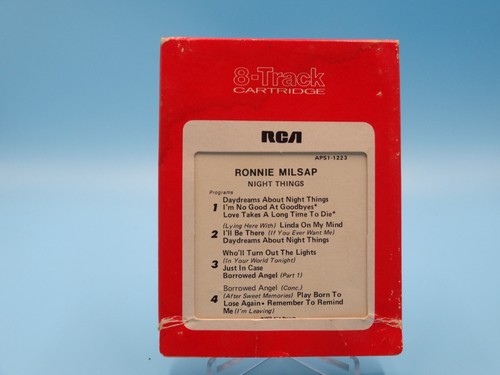 8-Track
CARTRIDGE
RCA
APS1-1223
RONNIE MILSAP
NIGHT THINGS
Programs
1 Daydreams About Night Things
I'm No Good At Goodbyes*
Love Takes A Long Time To Die*
2 (Lying Here With) Linda On My Mind
I'll Be There (If You Ever Want Me)
Daydreams About Night Things
3 Who'll Turn Out The Lights
(In Your World Tonight)
Just In Case
Borrowed Angel (Part 1)
4 Borrowed Angel (Conc.)
(After Sweet Memories) Play Born To
Lose Again• Remember To Remind
Me (I'm Leaving)